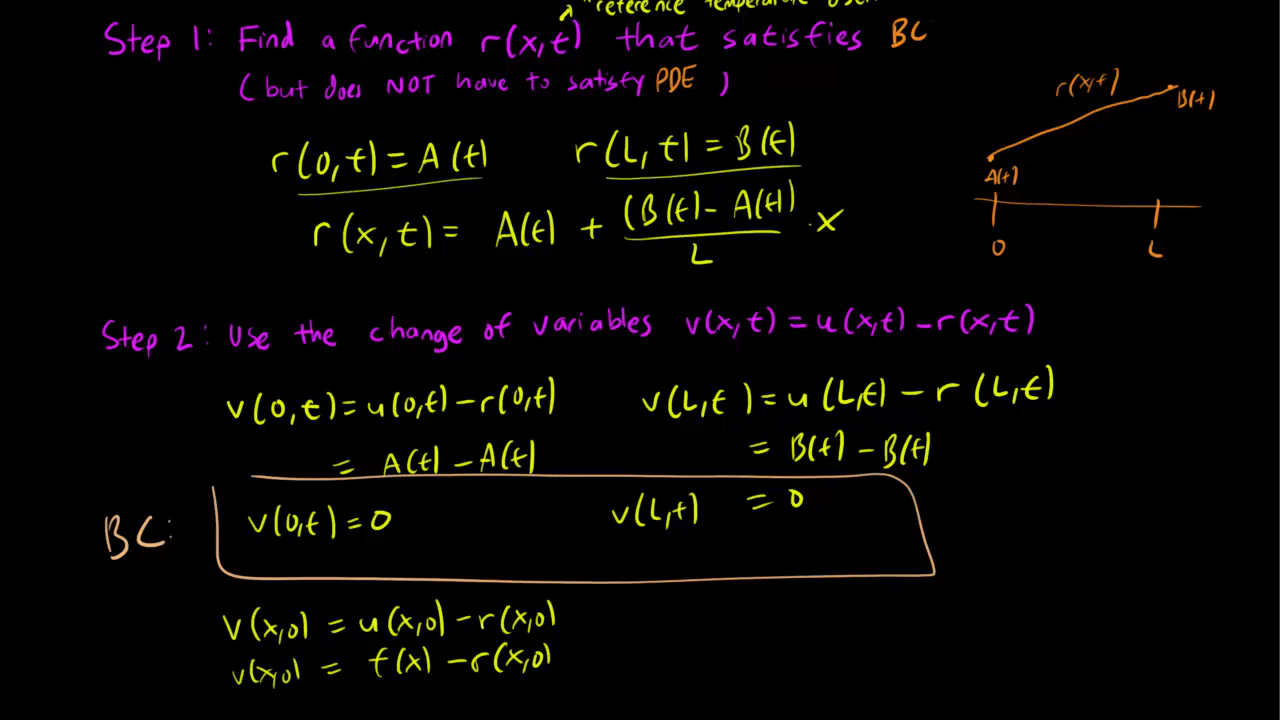 "reference temperature
Step 1: Find a function r(x,t) that satisfies BC
(but does NOT have to satisfy PDE)
r(x,t)
B(t)
A(t)
0 L
r(0,t) = A(t) r(L,t) = B(t)
r(x,t) = A(t) + (B(t) - A(t)) / L · x
Step 2: Use the change of variables v(x,t) = u(x,t) - r(x,t)
v(0,t) = u(0,t) - r(0,t) v(L,t) = u(L,t) - r(L,t)
= A(t) - A(t) = B(t) - B(t)
BC: v(0,t) = 0 v(L,t) = 0
v(x,0) = u(x,0) - r(x,0)
v(x,0) = f(x) - r(x,0)